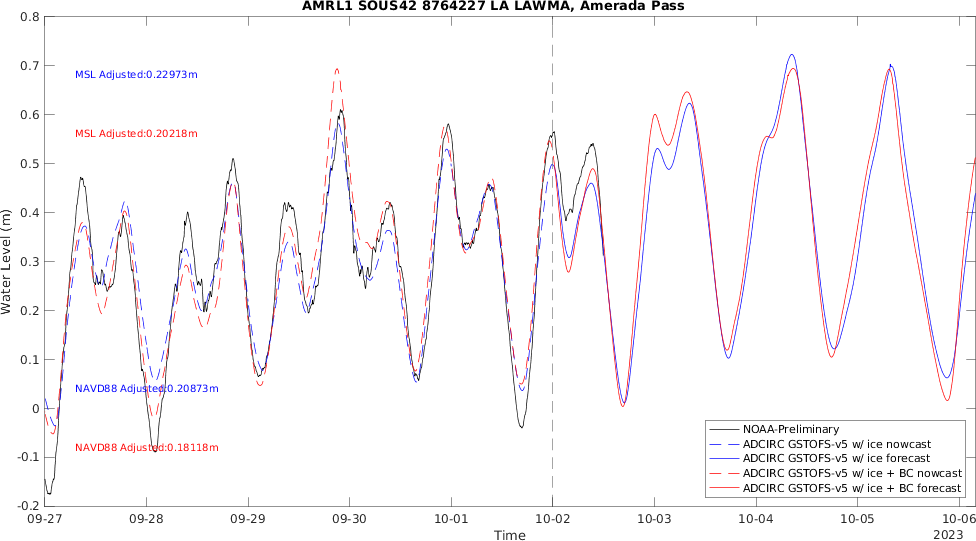 AMRL1 SOUS42 8764227 LA LAWMA, Amerada Pass
0.8
0.7
0.6
0.5
0.4
0.3
0.2
0.1
0
-0.1
-0.2
Water Level (m)
MSL Adjusted:0.22973m
MSL Adjusted:0.20218m
NAVD88 Adjusted:0.20873m
NAVD88 Adjusted:0.18118m
NOAA-Preliminary
ADCIRC GSTOFS-v5 w/ ice nowcast
ADCIRC GSTOFS-v5 w/ ice forecast
ADCIRC GSTOFS-v5 w/ ice + BC nowcast
ADCIRC GSTOFS-v5 w/ ice + BC forecast
09-27 09-28 09-29 09-30 10-01 10-02 10-03 10-04 10-05 10-06
Time
2023